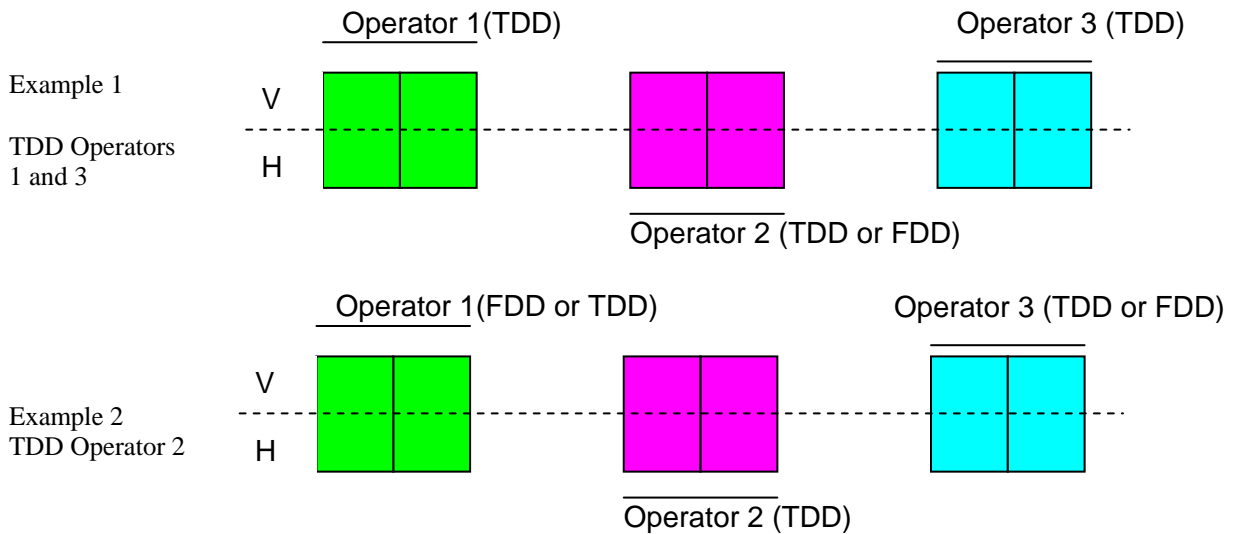 Operator 1(TDD)
Operator 3 (TDD)
Example 1
V
TDD Operators
1 and 3
H
Operator 2 (TDD or FDD)
Operator 1(FDD or TDD)
Operator 3 (TDD or FDD)
V
Example 2
TDD Operator 2
H
Operator 2 (TDD)